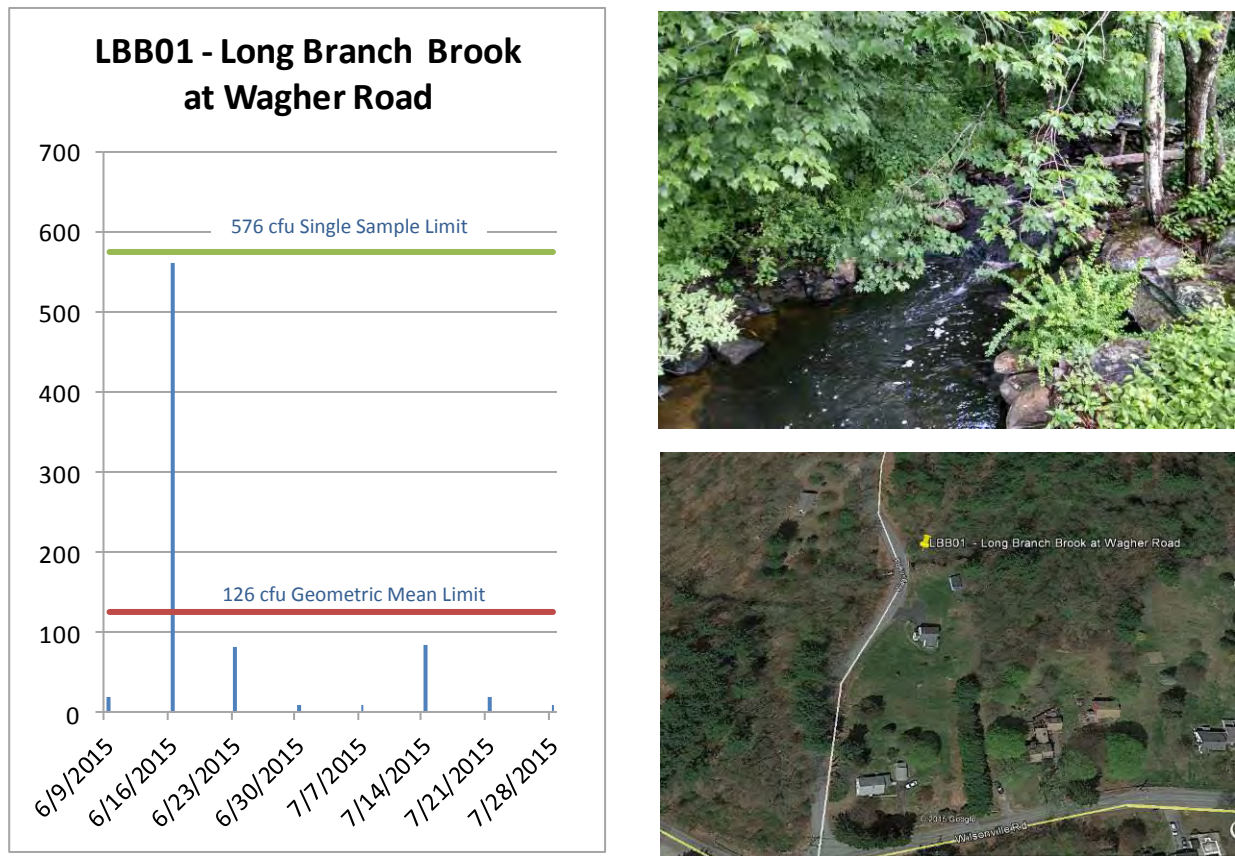 LBB01 - Long Branch Brook
at Wagher Road
700
600
500
400
300
200
100
0
576 cfu Single Sample Limit
126 cfu Geometric Mean Limit
6/9/2015
6/16/2015
6/23/2015
6/30/2015
7/7/2015
7/14/2015
7/21/2015
7/28/2015
LBB01 - Long Branch Brook at Wagher Road
© 2015 Google
Wilsonville Rd